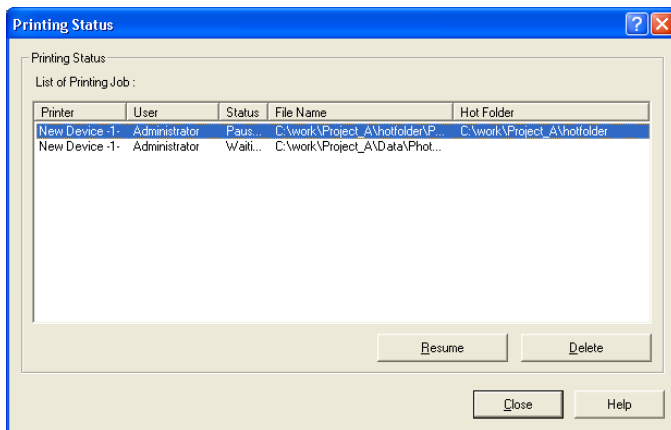 Printing Status
Printing Status
List of Printing Job :
Printer User Status File Name Hot Folder
New Device -1- Administrator Paus... C:\work\Project_A\hotfolder\P... C:\work\Project_A\hotfolder
New Device -1- Administrator Waiti... C:\work\Project_A\Data\Phot...
Resume Delete
Close Help